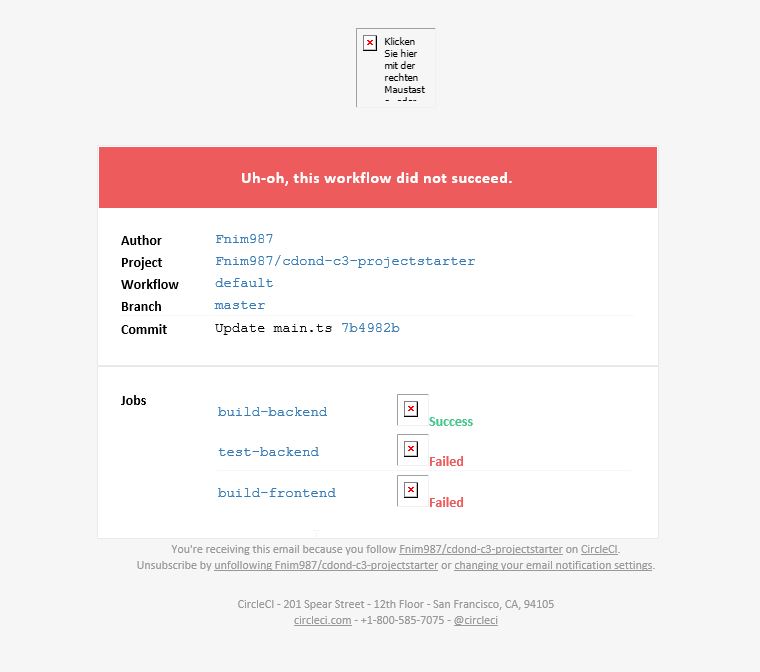 Klicken
Sie hier
mit der
rechten
Maustast
Uh-oh, this workflow did not succeed.
Author Fnim987
Project Fnim987/cdond-c3-projectstarter
Workflow default
Branch master
Commit Update main.ts 7b4982b
Jobs
build-backend Success
test-backend Failed
build-frontend Failed
You're receiving this email because you follow Fnim987/cdond-c3-projectstarter on CircleCI.
Unsubscribe by unfollowing Fnim987/cdond-c3-projectstarter or changing your email notification settings.
CircleCI - 201 Spear Street - 12th Floor - San Francisco, CA, 94105
circleci.com - +1-800-585-7075 - @circleci